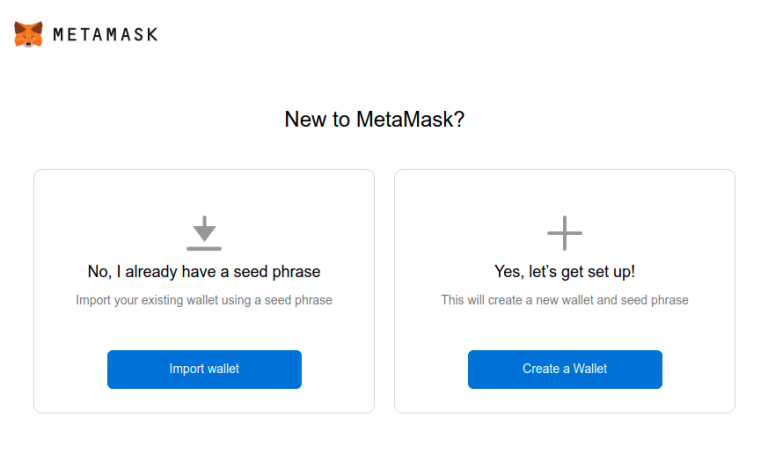 METAMASK
New to MetaMask?
No, I already have a seed phrase
Import your existing wallet using a seed phrase
Import wallet
Yes, let’s get set up!
This will create a new wallet and seed phrase
Create a Wallet